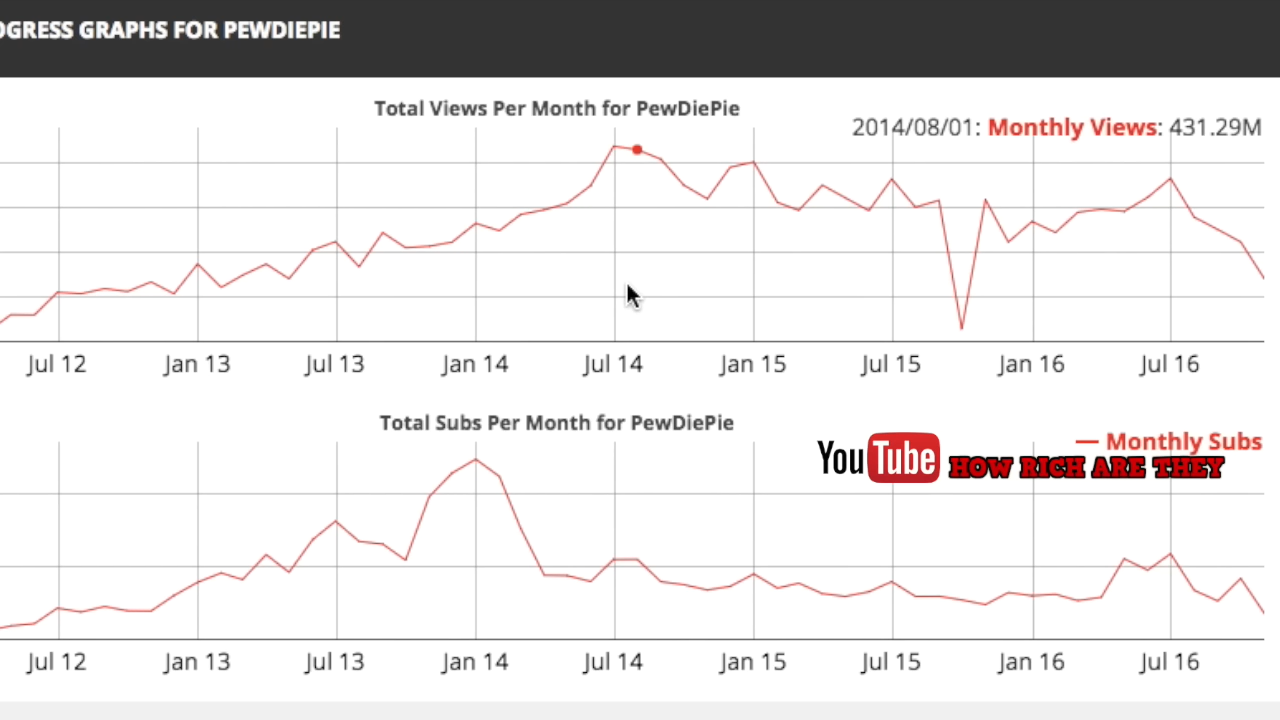 OGRESS GRAPHS FOR PEWDIEPIE
Total Views Per Month for PewDiePie
2014/08/01: Monthly Views: 431.29M
Jul 12 Jan 13 Jul 13 Jan 14 Jul 14 Jan 15 Jul 15 Jan 16 Jul 16
Total Subs Per Month for PewDiePie
— Monthly Subs
YouTube HOW RICH ARE THEY
Jul 12 Jan 13 Jul 13 Jan 14 Jul 14 Jan 15 Jul 15 Jan 16 Jul 16